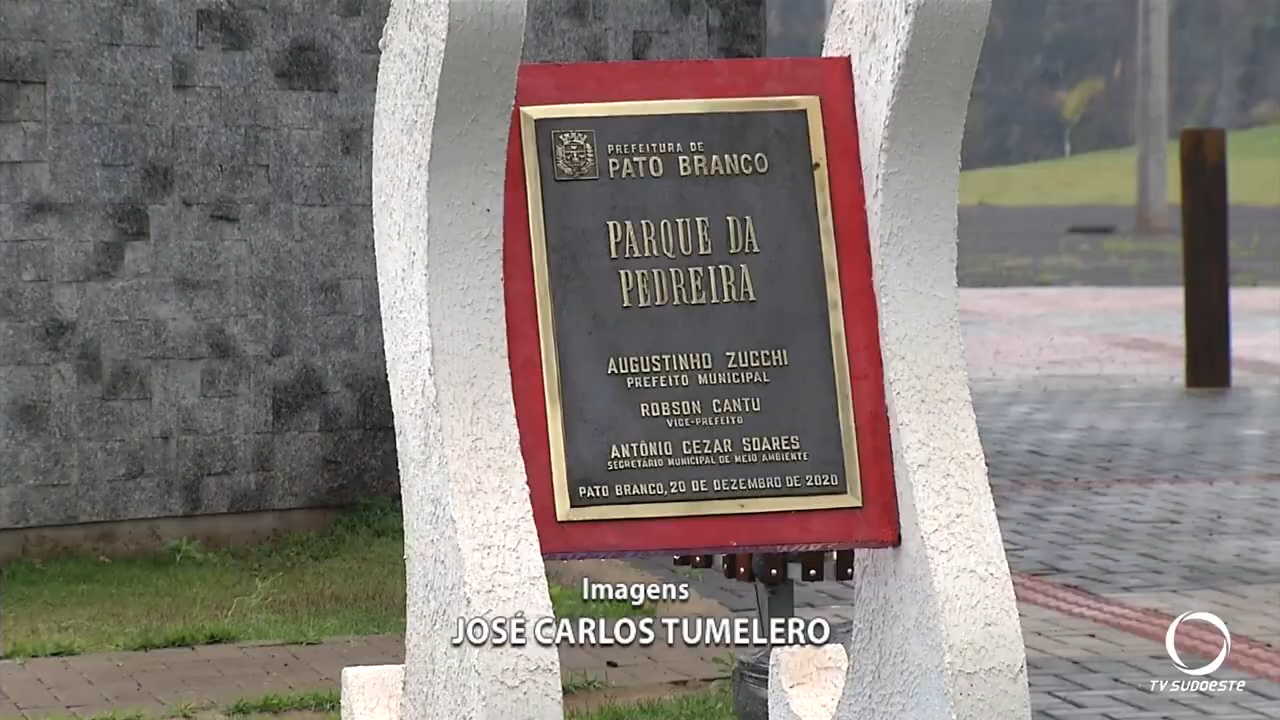 PREFEITURA DE
PATO BRANCO
PARQUE DA
PEDREIRA
AUGUSTINHO ZUCCHI
PREFEITO MUNICIPAL
ROBSON CANTU
VICE-PREFEITO
ANTÔNIO CEZAR SOARES
SECRETÁRIO MUNICIPAL DE MEIO AMBIENTE
PATO BRANCO, 20 DE DEZEMBRO DE 2020
Imagens
JOSÉ CARLOS TUMELERO
TV SUDOESTE